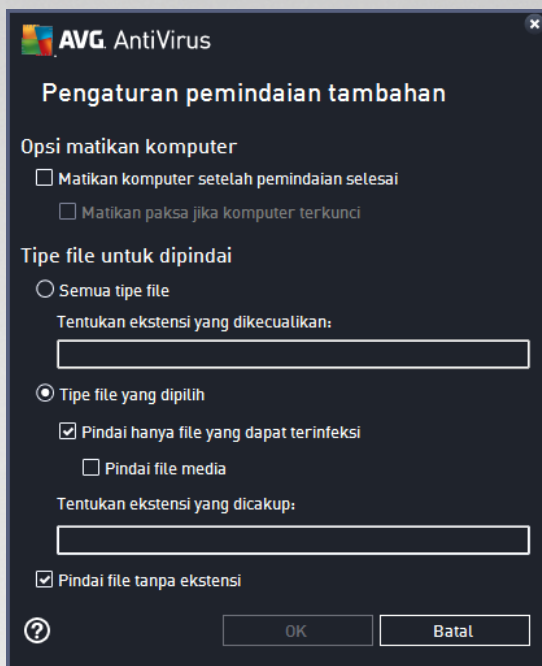 AVG. AntiVirus
Pengaturan pemindaian tambahan
Opsi matikan komputer
Matikan komputer setelah pemindaian selesai
Matikan paksa jika komputer terkunci
Tipe file untuk dipindai
Semua tipe file
Tentukan ekstensi yang dikecualikan:
Tipe file yang dipilih
Pindai hanya file yang dapat terinfeksi
Pindai file media
Tentukan ekstensi yang dicakup:
Pindai file tanpa ekstensi
?
OK
Batal